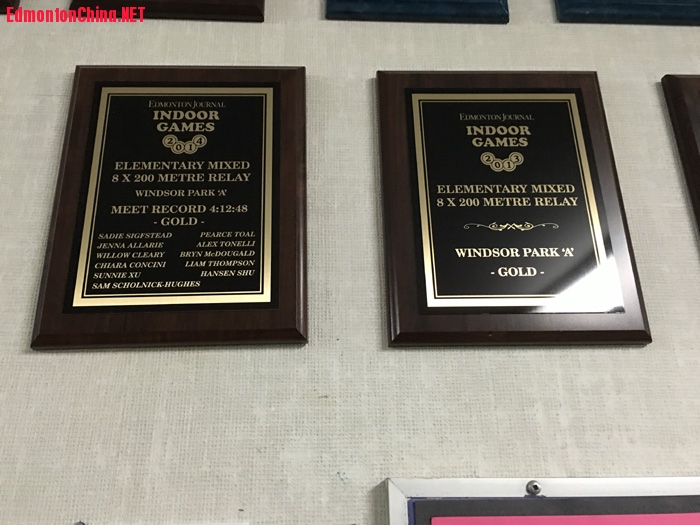 EdmontonChina.NET
EDMONTON JOURNAL
INDOOR
GAMES
2014
ELEMENTARY MIXED
8 X 200 METRE RELAY
WINDSOR PARK 'A'
MEET RECORD 4:12:48
- GOLD -
SADIE SIGFSTEAD PEARCE TOAL
JENNA ALLARIE ALEX TONELLI
WILLOW CLEARY BRYN McDOUGALD
CHIARA CONCINI LIAM THOMPSON
SUNNIE XU HANSEN SHU
SAM SCHOLNICK-HUGHES
EDMONTON JOURNAL
INDOOR
GAMES
2013
ELEMENTARY MIXED
8 X 200 METRE RELAY
WINDSOR PARK 'A'
- GOLD -